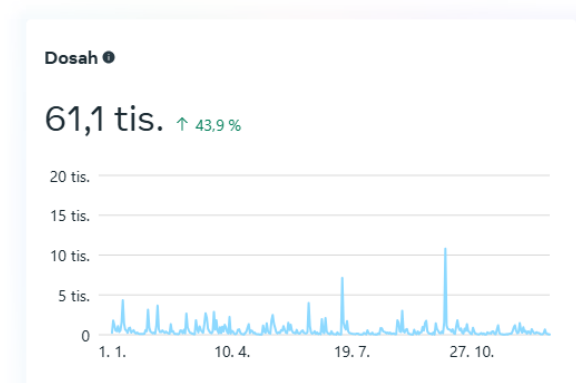 Dosah
61,1 tis. ↑ 43,9 %
20 tis.
15 tis.
10 tis.
5 tis.
0
1. 1. 10. 4. 19. 7. 27. 10.